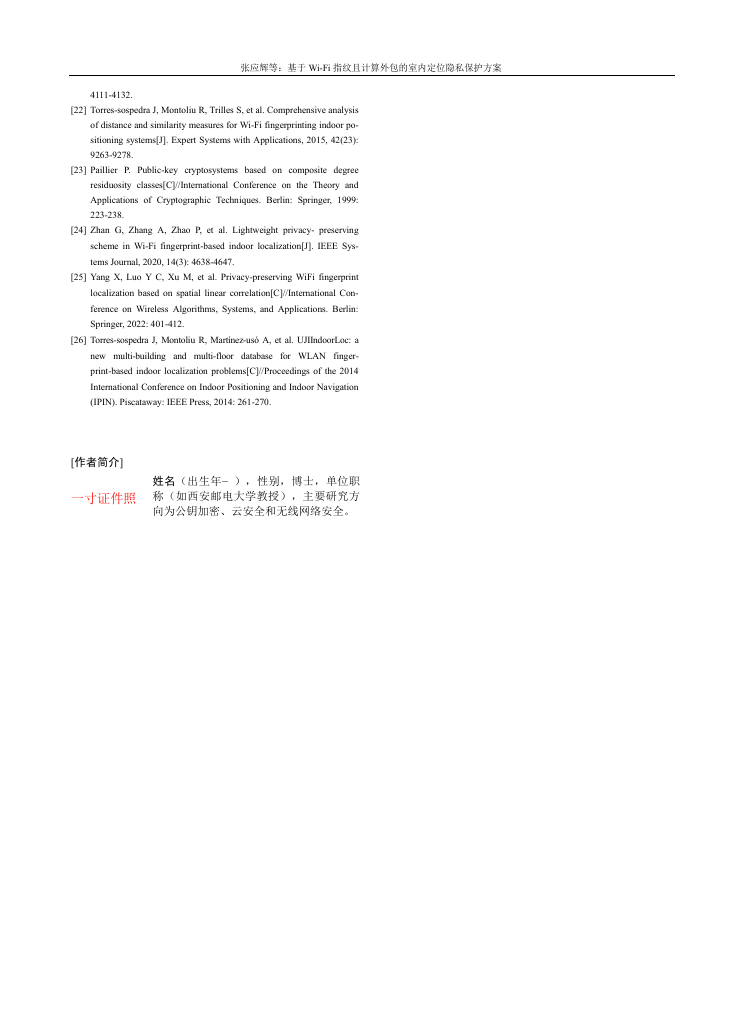 张应辉等：基于 Wi-Fi 指纹且计算外包的室内定位隐私保护方案
4111-4132.
[22] Torres-sospedra J, Montoliu R, Trilles S, et al. Comprehensive analysis
of distance and similarity measures for Wi-Fi fingerprinting indoor po-
sitioning systems[J]. Expert Systems with Applications, 2015, 42(23):
9263-9278.
[23] Paillier P. Public-key cryptosystems based on composite degree
residuosity classes[C]//International Conference on the Theory and
Applications of Cryptographic Techniques. Berlin: Springer, 1999:
223-238.
[24] Zhan G, Zhang A, Zhao P, et al. Lightweight privacy- preserving
scheme in Wi-Fi fingerprint-based indoor localization[J]. IEEE Sys-
tems Journal, 2020, 14(3): 4638-4647.
[25] Yang X, Luo Y C, Xu M, et al. Privacy-preserving WiFi fingerprint
localization based on spatial linear correlation[C]//International Con-
ference on Wireless Algorithms, Systems, and Applications. Berlin:
Springer, 2022: 401-412.
[26] Torres-sospedra J, Montoliu R, Martínez-usó A, et al. UJIIndoorLoc: a
new multi-building and multi-floor database for WLAN finger-
print-based indoor localization problems[C]//Proceedings of the 2014
International Conference on Indoor Positioning and Indoor Navigation
(IPIN). Piscataway: IEEE Press, 2014: 261-270.
[作者简介]
一寸证件照
姓名（出生年− ），性别，博士，单位职
称（如西安邮电大学教授），主要研究方
向为公钥加密、云安全和无线网络安全。